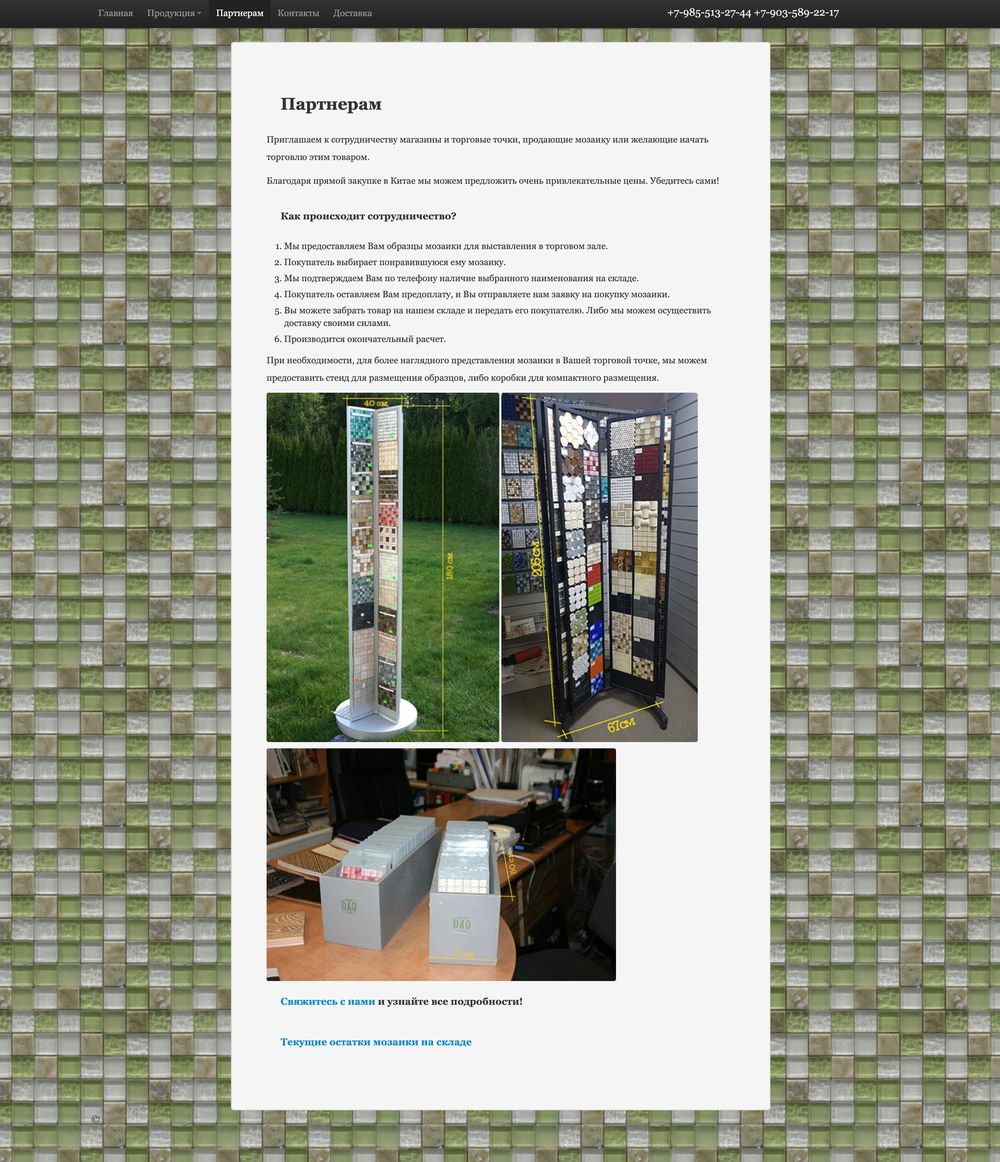 Главная Продукция Партнерам Контакты Доставка +7-985-513-27-44 +7-903-589-22-17
Партнерам
Приглашаем к сотрудничеству магазины и торговые точки, продающие мозаику или желающие начать
торговлю этим товаром.
Благодаря прямой закупке в Китае мы можем предложить очень привлекательные цены. Убедитесь сами!
Как происходит сотрудничество?
1. Мы предоставляем Вам образцы мозаики для выставления в торговом зале.
2. Покупатель выбирает понравившуюся ему мозаику.
3. Мы подтверждаем Вам по телефону наличие выбранного наименования на складе.
4. Покупатель оставляем Вам предоплату, и Вы отправляете нам заявку на покупку мозаики.
5. Вы можете забрать товар на нашем складе и передать его покупателю. Либо мы можем осуществить
доставку своими силами.
6. Производится окончательный расчет.
При необходимости, для более наглядного представления мозаики в Вашей торговой точке, мы можем
предоставить стенд для размещения образцов, либо коробки для компактного размещения.
40 см
180 см
205см
67см
50 см
DAO
DAO
Свяжитесь с нами и узнайте все подробности!
Текущие остатки мозаики на складе
©